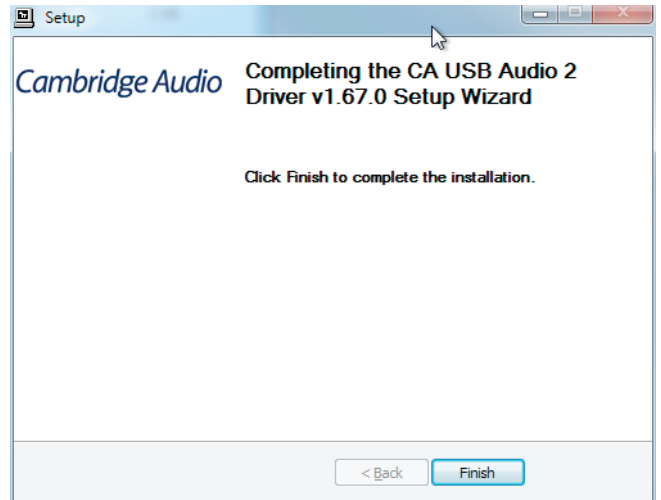 Setup
Cambridge Audio
Completing the CA USB Audio 2
Driver v1.67.0 Setup Wizard
Click Finish to complete the installation.
< Back
Finish